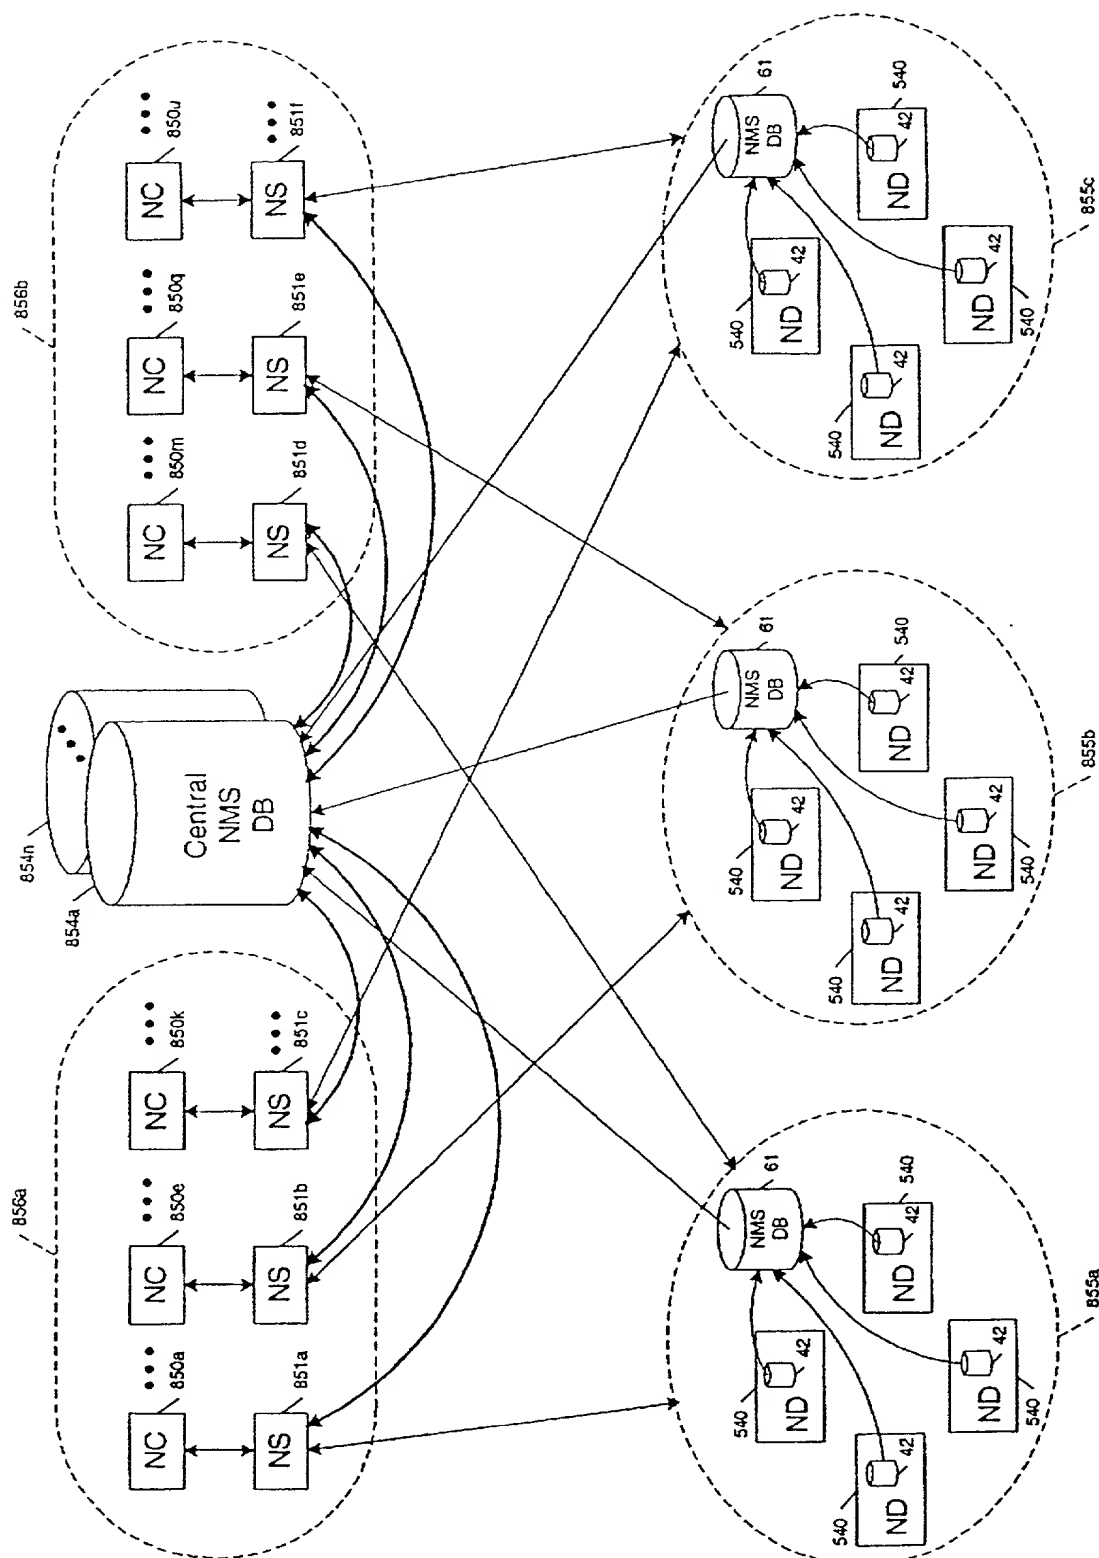 856a
NC
850a
NC
850e
NC
850k
NS
851a
NS
851b
NS
851c
854n
854a
Central
NMS
DB
856b
NC
850m
NC
850q
NC
850u
NS
851d
NS
851e
NS
851f
61
NMS
DB
540
ND
42
540
ND
42
540
ND
42
540
ND
42
855a
61
NMS
DB
540
ND
42
540
ND
42
540
ND
42
540
ND
42
855b
61
NMS
DB
540
ND
42
540
ND
42
540
ND
42
540
ND
42
855c